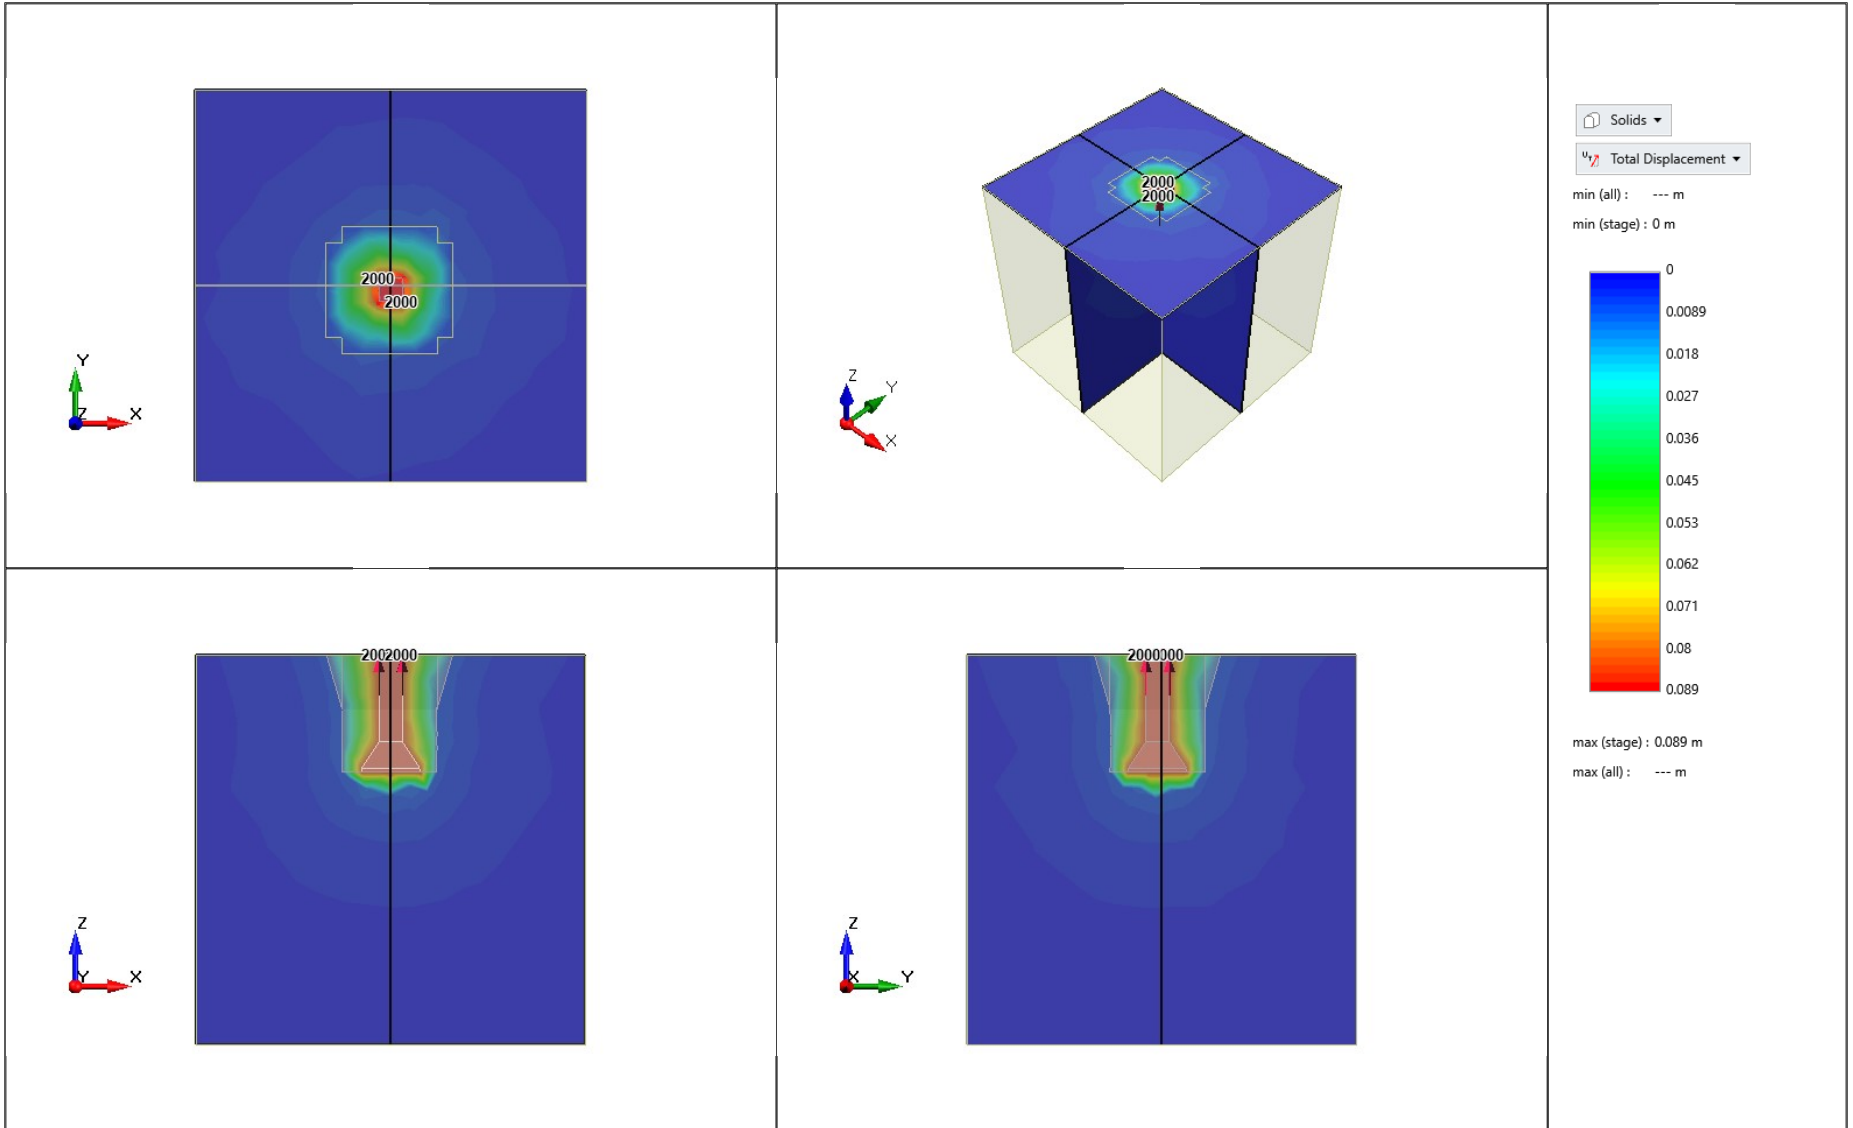 2000
2000
Y
Z
X
2000
2000
Z
Y
X
Solids
Total Displacement
min (all) : --- m
min (stage) : 0 m
0
0.0089
0.018
0.027
0.036
0.045
0.053
0.062
0.071
0.08
0.089
max (stage) : 0.089 m
max (all) : --- m
2002000
Z
Y
X
2000000
Z
X
Y